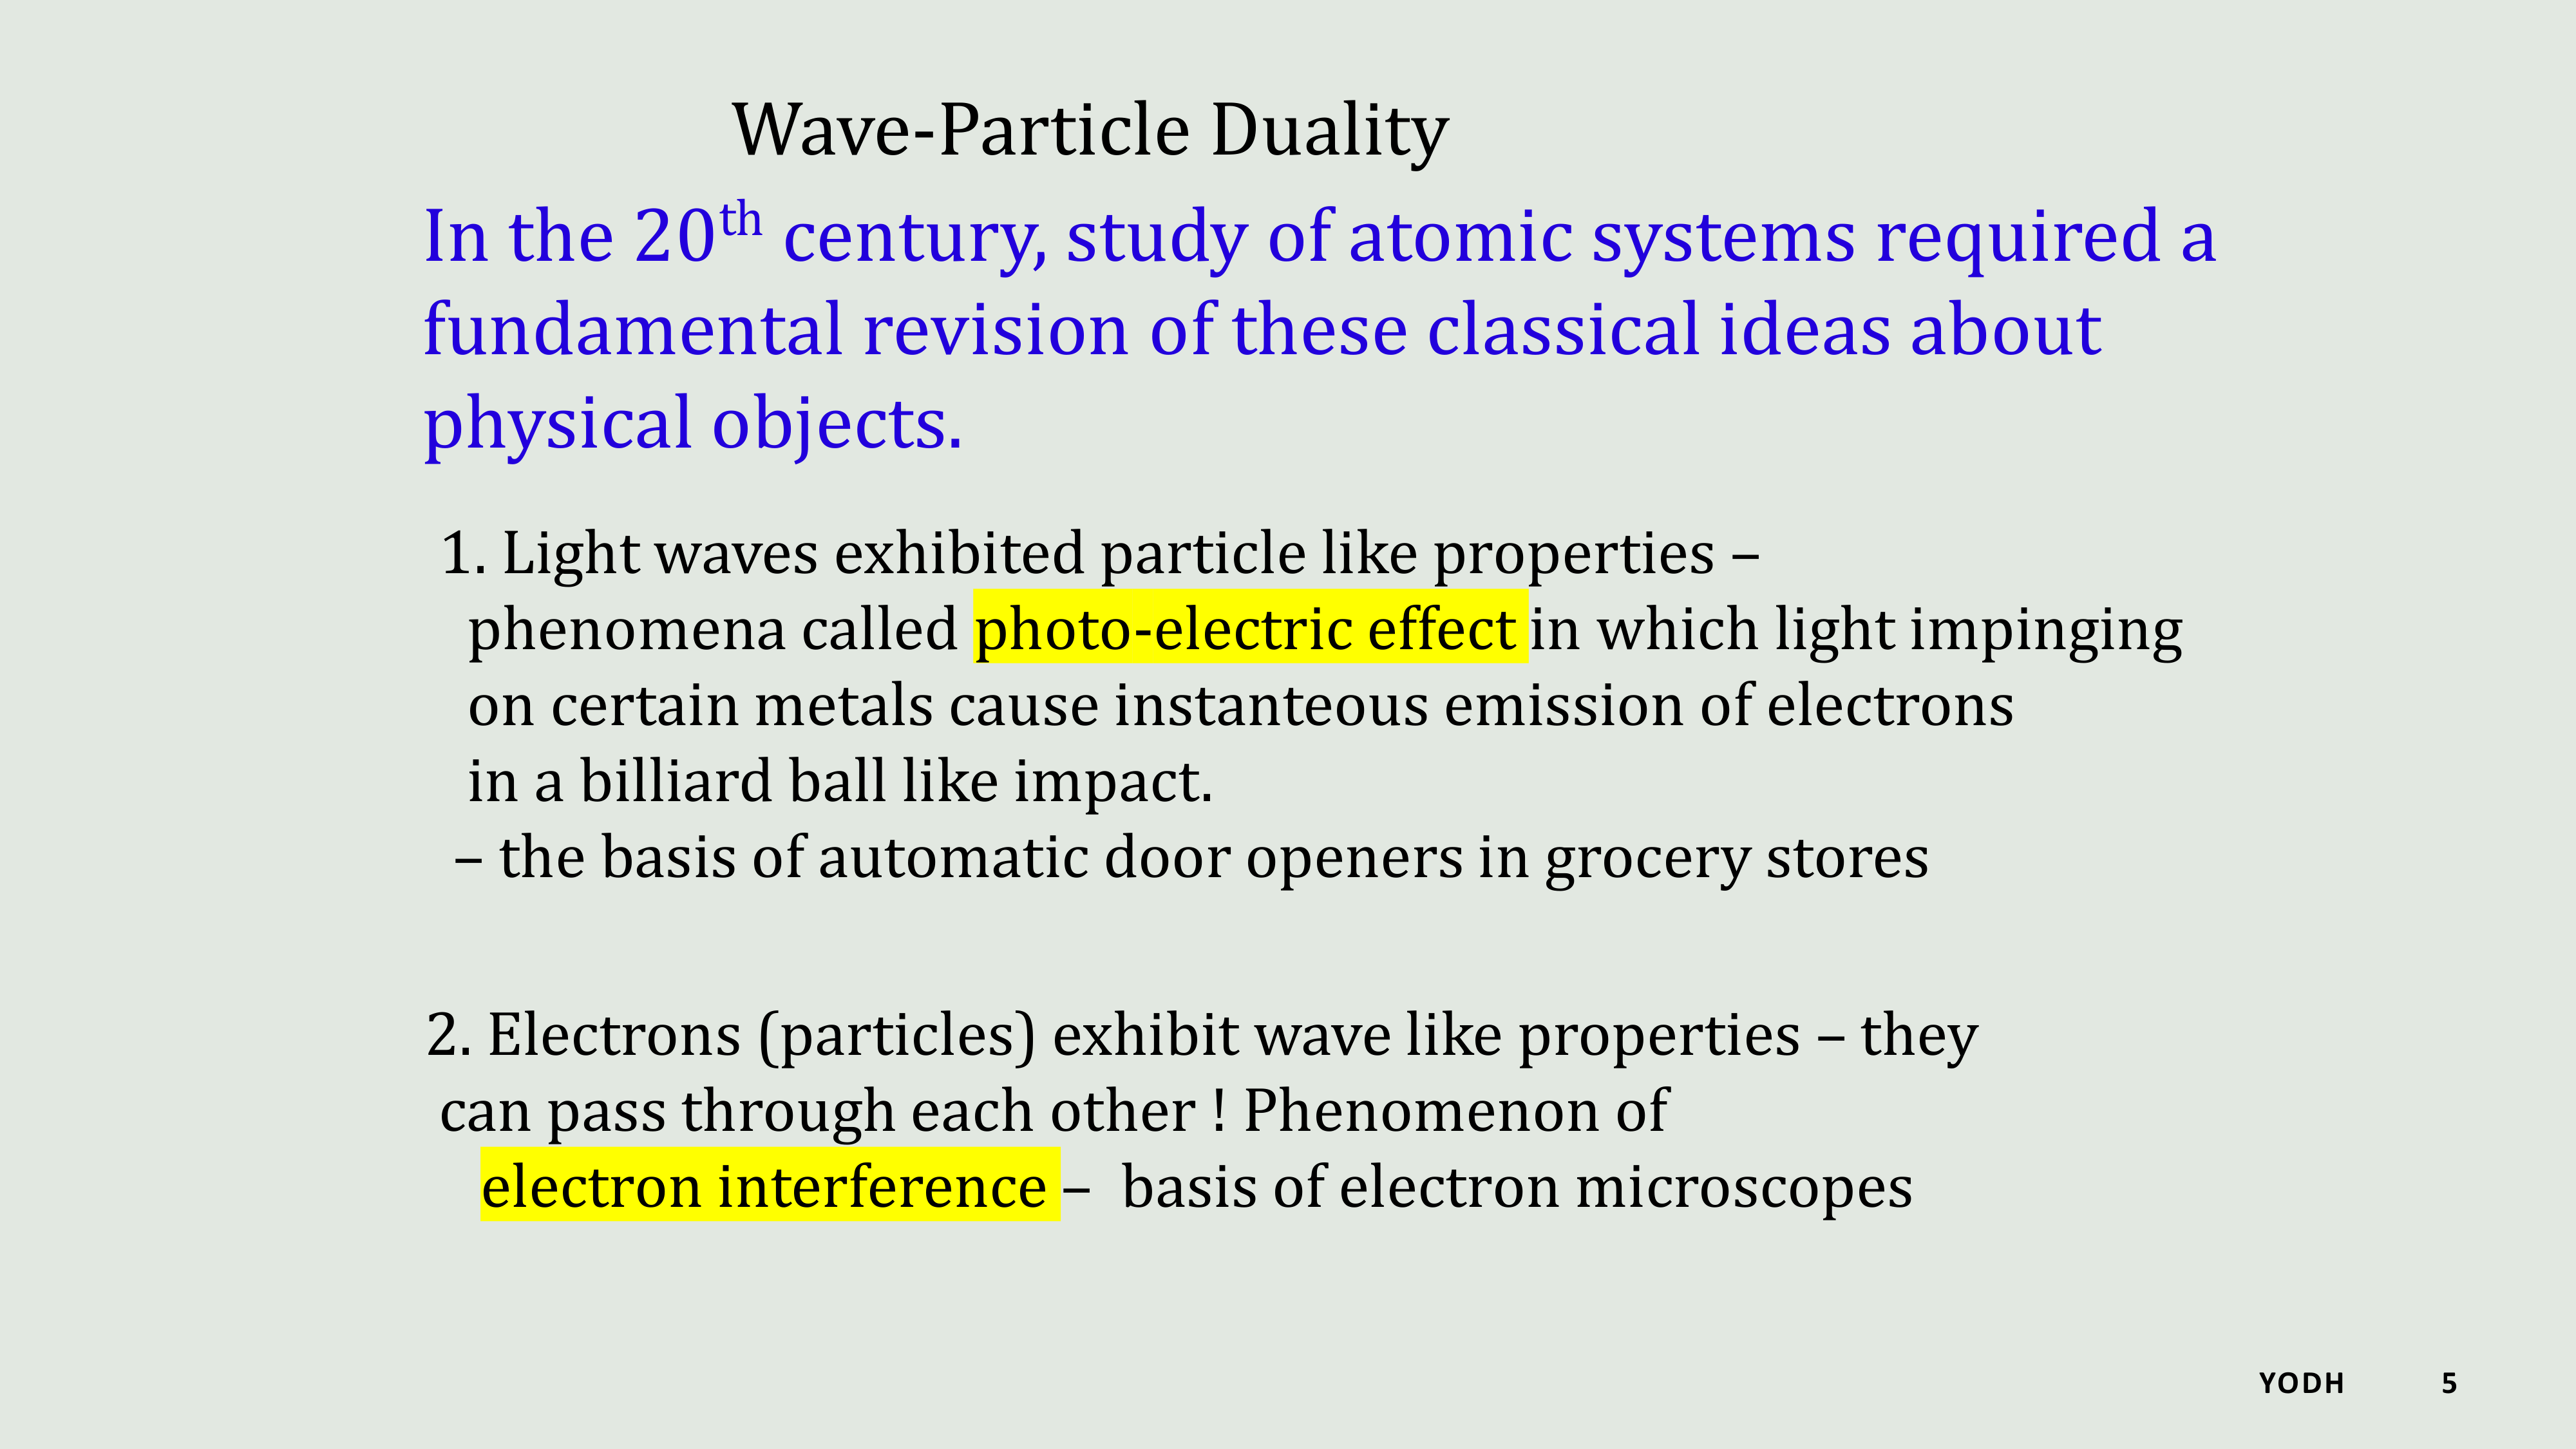 Wave-Particle Duality
In the 20th century, study of atomic systems required a
fundamental revision of these classical ideas about
physical objects.
1. Light waves exhibited particle like properties –
phenomena called photo-electric effect in which light impinging
on certain metals cause instanteous emission of electrons
in a billiard ball like impact.
– the basis of automatic door openers in grocery stores
2. Electrons (particles) exhibit wave like properties – they
can pass through each other ! Phenomenon of
electron interference – basis of electron microscopes
YODH 5